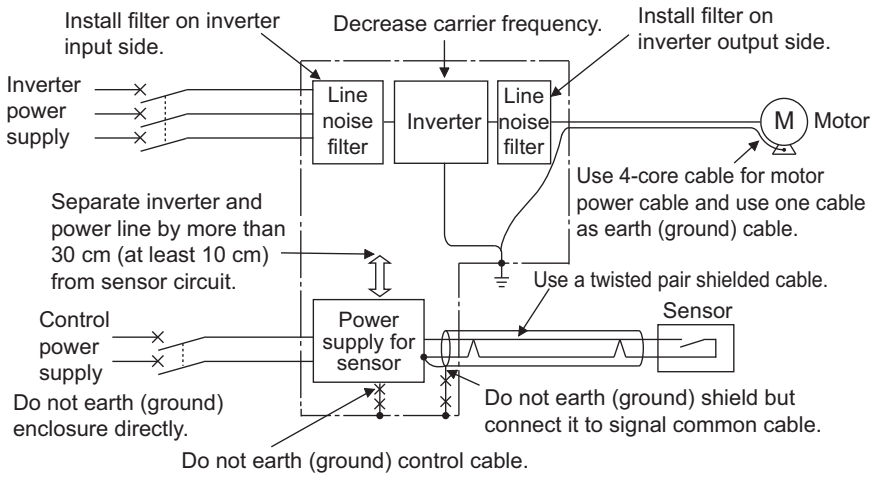 Install filter on inverter
input side.
Decrease carrier frequency.
Install filter on
inverter output side.
Inverter
power
supply
Line
noise
filter
Inverter
Line
noise
filter
M
Motor
Use 4-core cable for motor
power cable and use one cable
as earth (ground) cable.
Separate inverter and
power line by more than
30 cm (at least 10 cm)
from sensor circuit.
Use a twisted pair shielded cable.
Control
power
supply
Power
supply for
sensor
Sensor
Do not earth (ground)
enclosure directly.
Do not earth (ground) shield but
connect it to signal common cable.
Do not earth (ground) control cable.